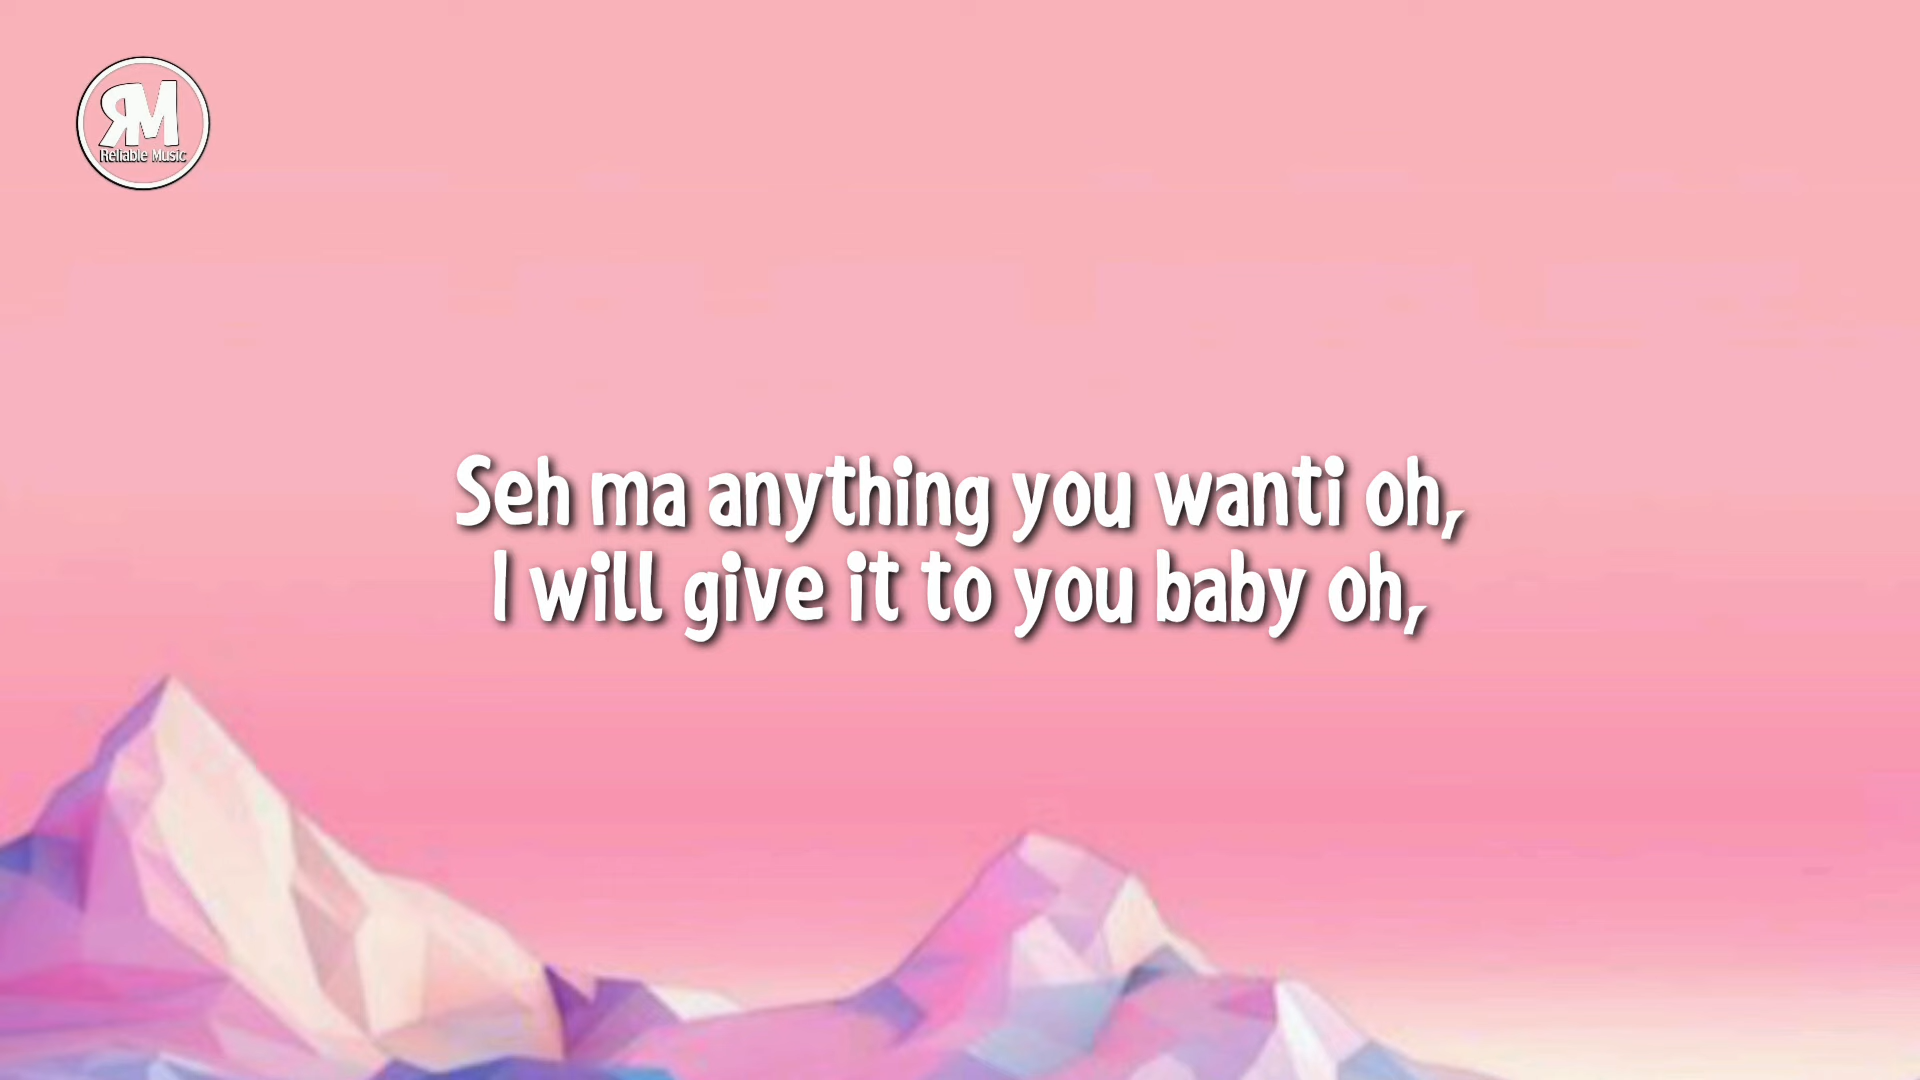 RM
Reliable Music
Seh ma anything you wanti oh,
I will give it to you baby oh,